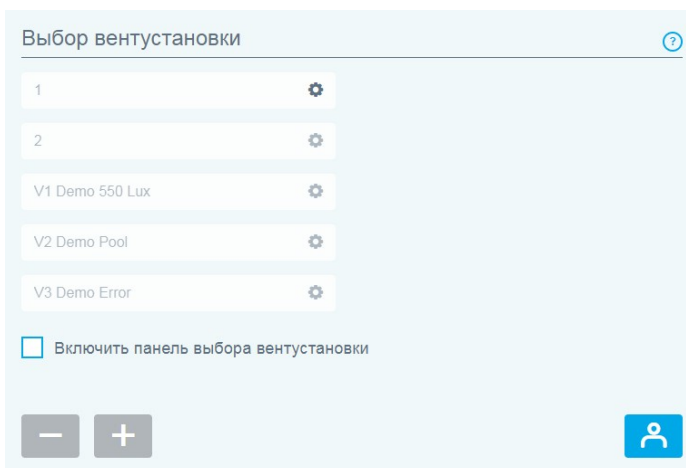 Выбор вентустановки
?
1
2
V1 Demo 550 Lux
V2 Demo Pool
V3 Demo Error
Включить панель выбора вентустановки